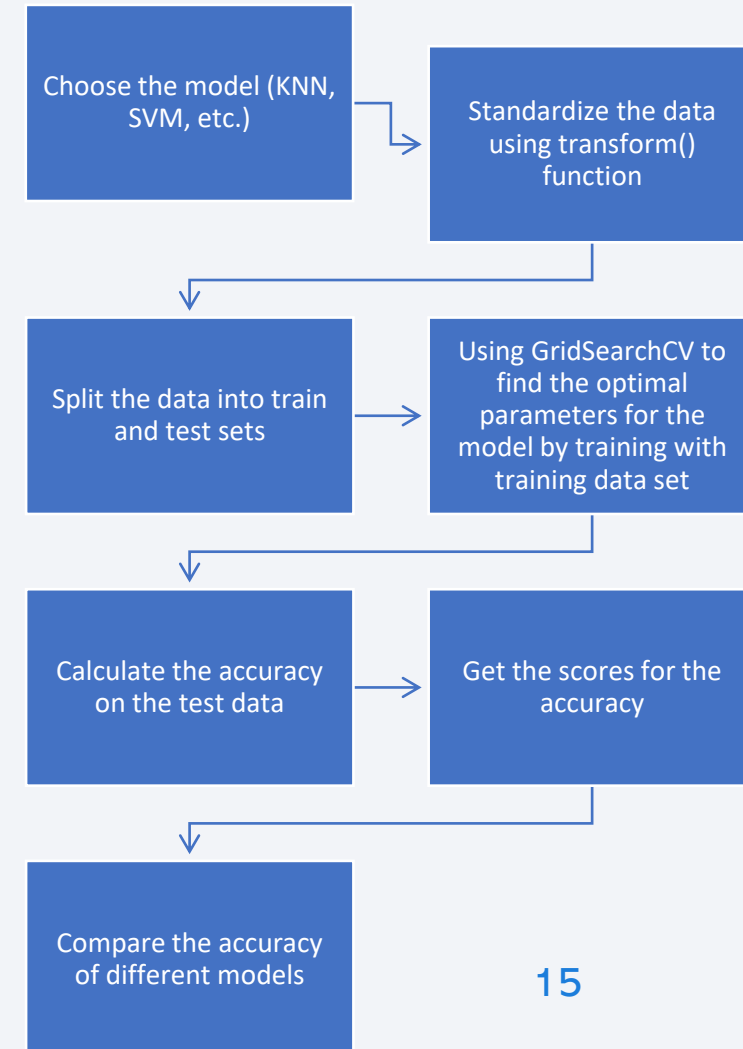 Choose the model (KNN,
SVM, etc.)
Standardize the data
using transform()
function
Split the data into train
and test sets
Using GridSearchCV to
find the optimal
parameters for the
model by training with
training data set
Calculate the accuracy
on the test data
Get the scores for the
accuracy
Compare the accuracy
of different models
15